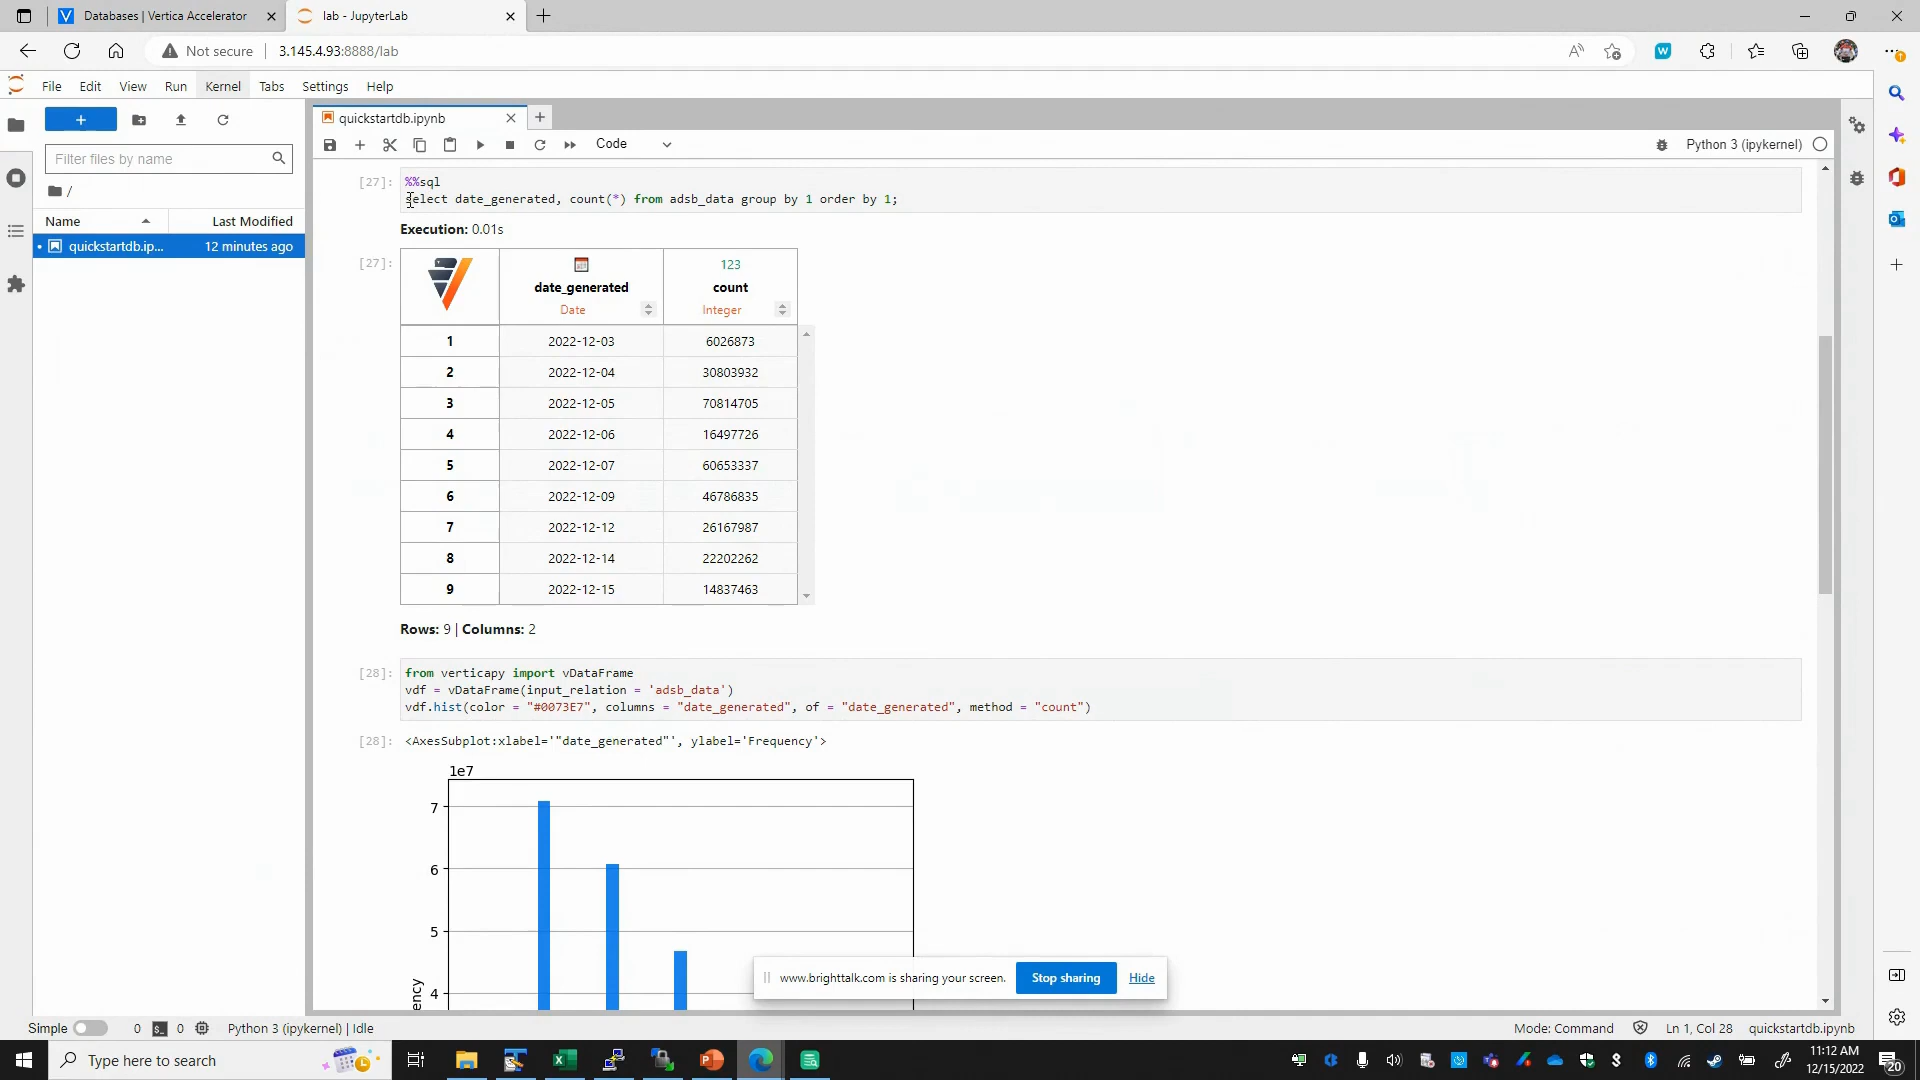 Databases | Vertica Accelerator
lab - JupyterLab
Not secure
3.145.4.93:8888/lab
File Edit View Run Kernel Tabs Settings Help
Filter files by name
/
Name
Last Modified
quickstartdb.ip...
12 minutes ago
quickstartdb.ipynb
Code
Python 3 (ipykernel)
[27]:
%%sql
select date_generated, count(*) from adsb_data group by 1 order by 1;
Execution: 0.01s
[27]:
123
date_generated count
Date Integer
1 2022-12-03 6026873
2 2022-12-04 30803932
3 2022-12-05 70814705
4 2022-12-06 16497726
5 2022-12-07 60653337
6 2022-12-09 46786835
7 2022-12-12 26167987
8 2022-12-14 22202262
9 2022-12-15 14837463
Rows: 9 | Columns: 2
[28]:
from verticapy import vDataFrame
vdf = vDataFrame(input_relation = 'adsb_data')
vdf.hist(color = "#0073E7", columns = "date_generated", of = "date_generated", method = "count")
[28]:
<AxesSubplot:xlabel='"date_generated"', ylabel='Frequency'>
1e7
7
6
5
4
www.brighttalk.com is sharing your screen.
Stop sharing
Hide
Simple
0
0
Python 3 (ipykernel) | Idle
Mode: Command
Ln 1, Col 28
quickstartdb.ipynb
Type here to search
11:12 AM
12/15/2022
20